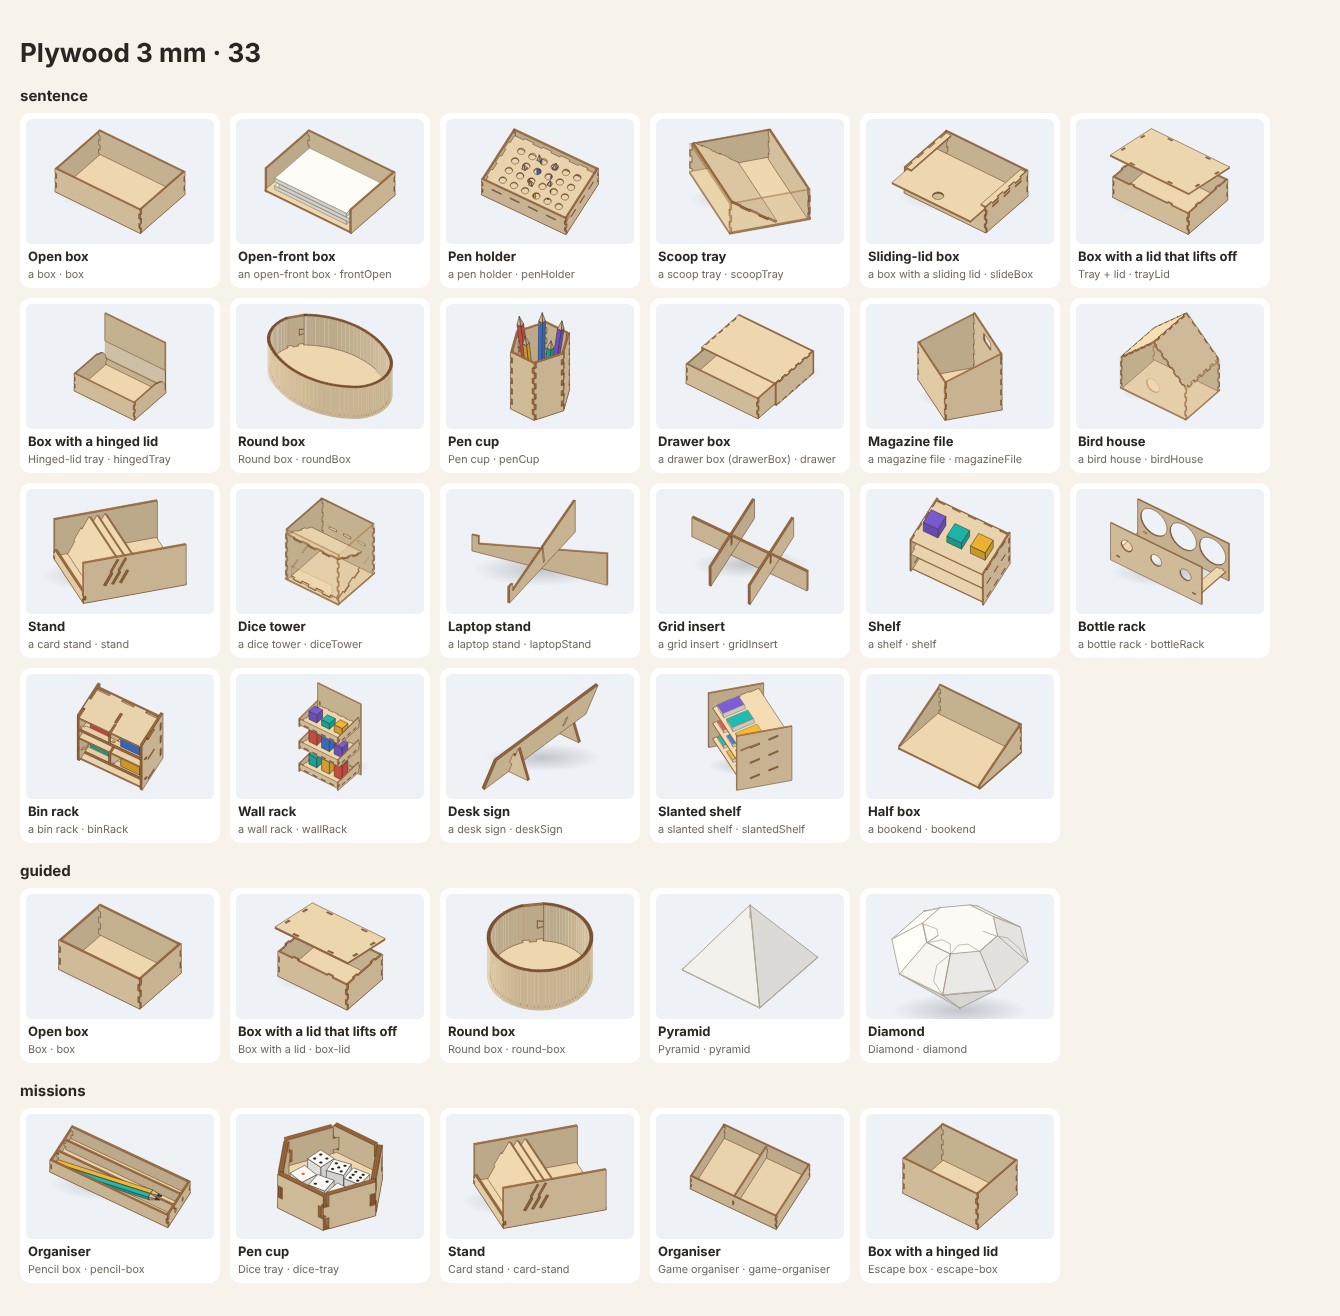 Plywood 3 mm · 33
sentence
Open box
a box · box
Open-front box
an open-front box · frontOpen
Pen holder
a pen holder · penHolder
Scoop tray
a scoop tray · scoopTray
Sliding-lid box
a box with a sliding lid · slideBox
Box with a lid that lifts off
Tray + lid · trayLid
Box with a hinged lid
Hinged-lid tray · hingedTray
Round box
Round box · roundBox
Pen cup
Pen cup · penCup
Drawer box
a drawer box (drawerBox) · drawer
Magazine file
a magazine file · magazineFile
Bird house
a bird house · birdHouse
Stand
a card stand · stand
Dice tower
a dice tower · diceTower
Laptop stand
a laptop stand · laptopStand
Grid insert
a grid insert · gridInsert
Shelf
a shelf · shelf
Bottle rack
a bottle rack · bottleRack
Bin rack
a bin rack · binRack
Wall rack
a wall rack · wallRack
Desk sign
a desk sign · deskSign
Slanted shelf
a slanted shelf · slantedShelf
Half box
a bookend · bookend
guided
Open box
Box · box
Box with a lid that lifts off
Box with a lid · box-lid
Round box
Round box · round-box
Pyramid
Pyramid · pyramid
Diamond
Diamond · diamond
missions
Organiser
Pencil box · pencil-box
Pen cup
Dice tray · dice-tray
Stand
Card stand · card-stand
Organiser
Game organiser · game-organiser
Box with a hinged lid
Escape box · escape-box